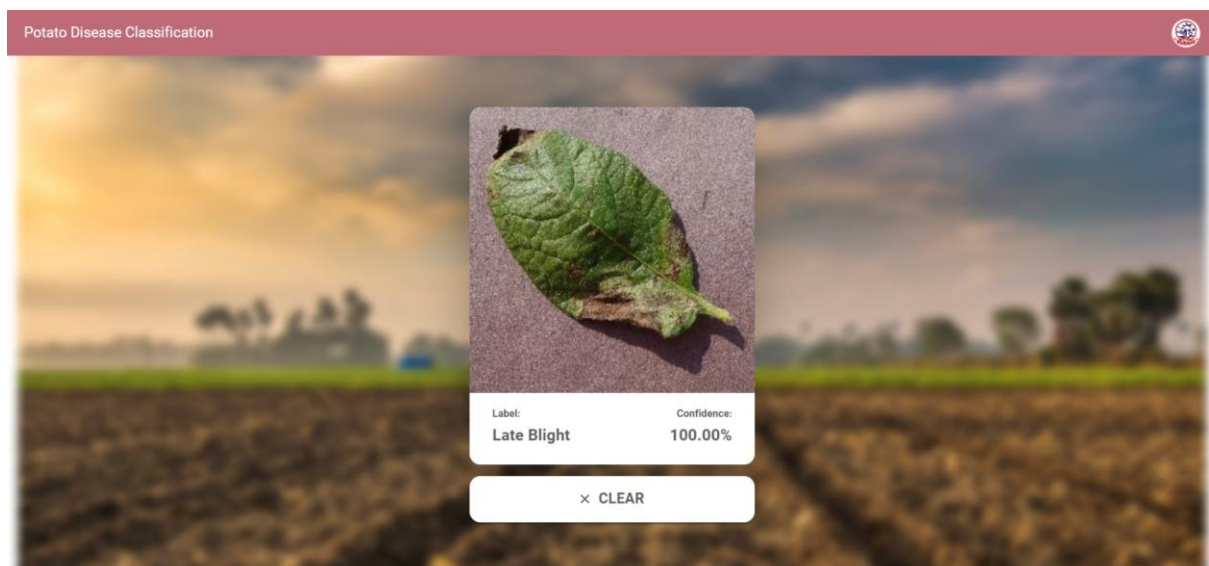 Potato Disease Classification
Label:
Confidence:
Late Blight
100.00%
× CLEAR